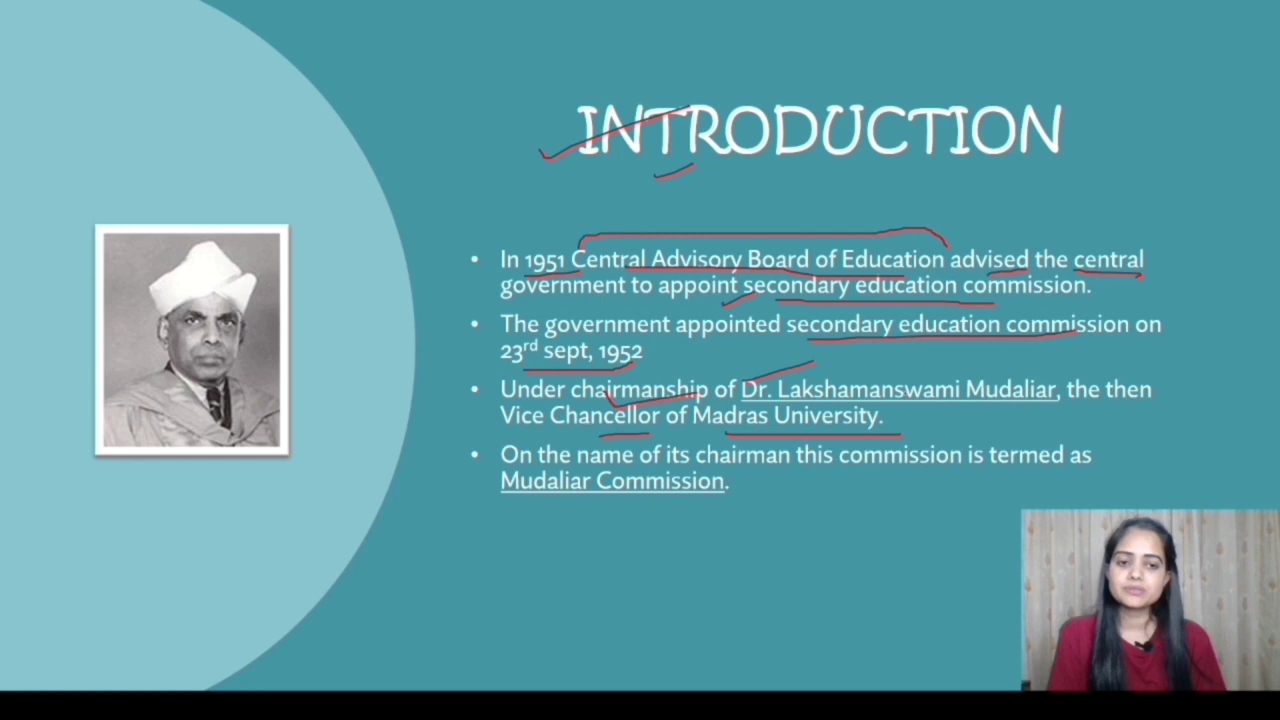 INTRODUCTION
• In 1951 Central Advisory Board of Education advised the central
government to appoint secondary education commission.
• The government appointed secondary education commission on
23rd sept, 1952
• Under chairmanship of Dr. Lakshamanswami Mudaliar, the then
Vice Chancellor of Madras University.
• On the name of its chairman this commission is termed as
Mudaliar Commission.